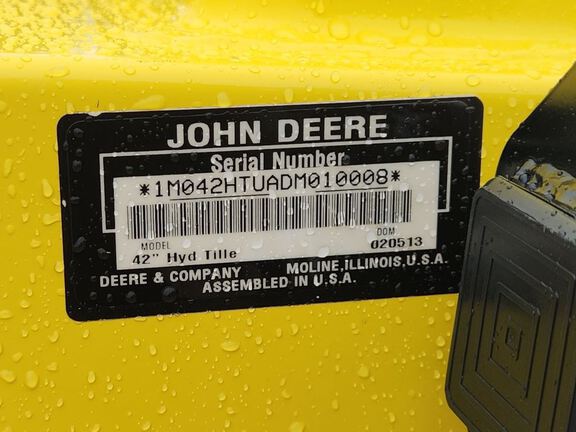 JOHN DEERE
Serial Number
*1M042HTUADM010008*
MODEL DOM
42" Hyd Tille 020513
DEERE & COMPANY MOLINE, ILLINOIS, U.S.A.
ASSEMBLED IN U.S.A.